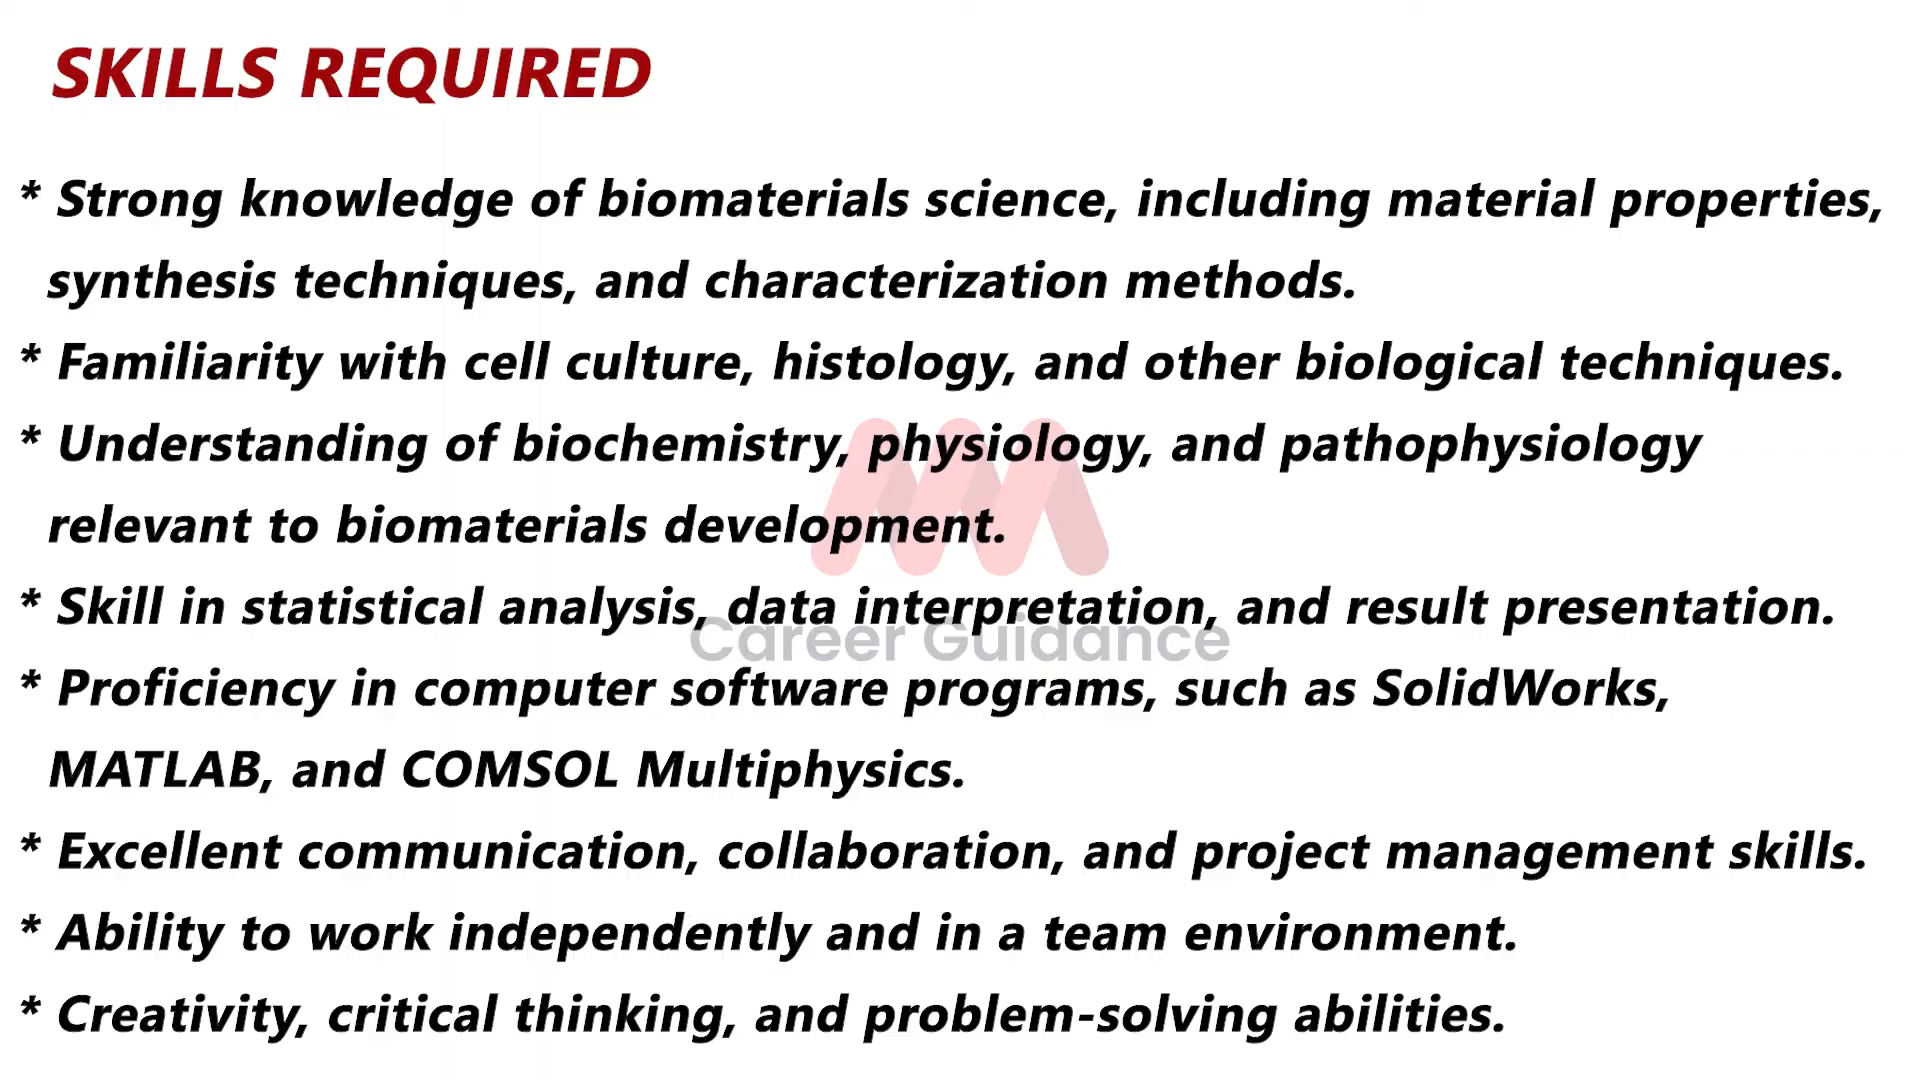 SKILLS REQUIRED
* Strong knowledge of biomaterials science, including material properties,
synthesis techniques, and characterization methods.
* Familiarity with cell culture, histology, and other biological techniques.
* Understanding of biochemistry, physiology, and pathophysiology
relevant to biomaterials development.
* Skill in statistical analysis, data interpretation, and result presentation.
Career Guidance
* Proficiency in computer software programs, such as SolidWorks,
MATLAB, and COMSOL Multiphysics.
* Excellent communication, collaboration, and project management skills.
* Ability to work independently and in a team environment.
* Creativity, critical thinking, and problem-solving abilities.